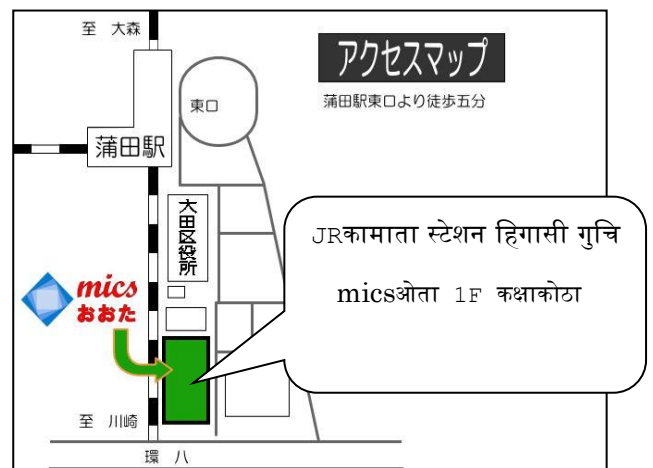 至 大森
アクセスマップ
蒲田駅東口より徒歩五分
東口
蒲田駅
大田区役所
JRकामाता स्टेशन हिगासी गुचि
micsओता 1F कक्षाकोठा
mics
おおた
至 川崎
環 八